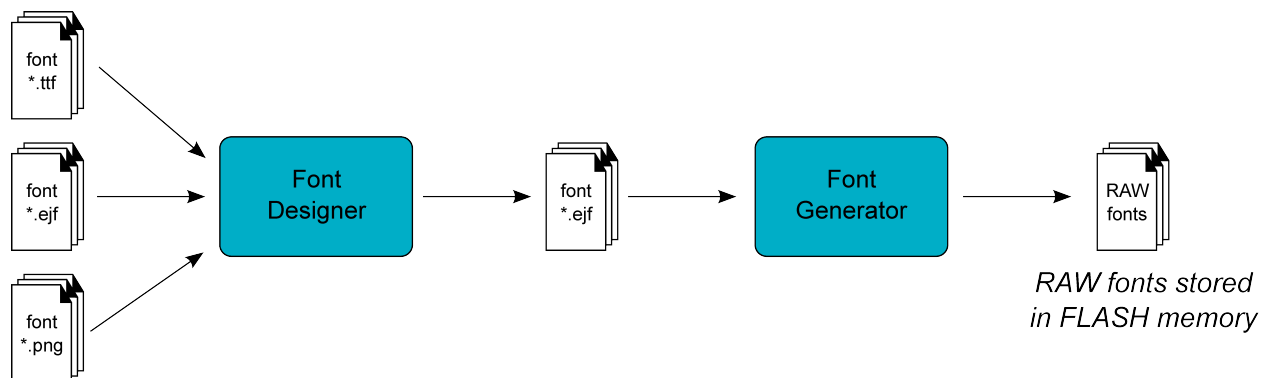 font
*.ttf
font
*.ejf
font
*.png
Font
Designer
font
*.ejf
Font
Generator
RAW
fonts
RAW fonts stored
in FLASH memory